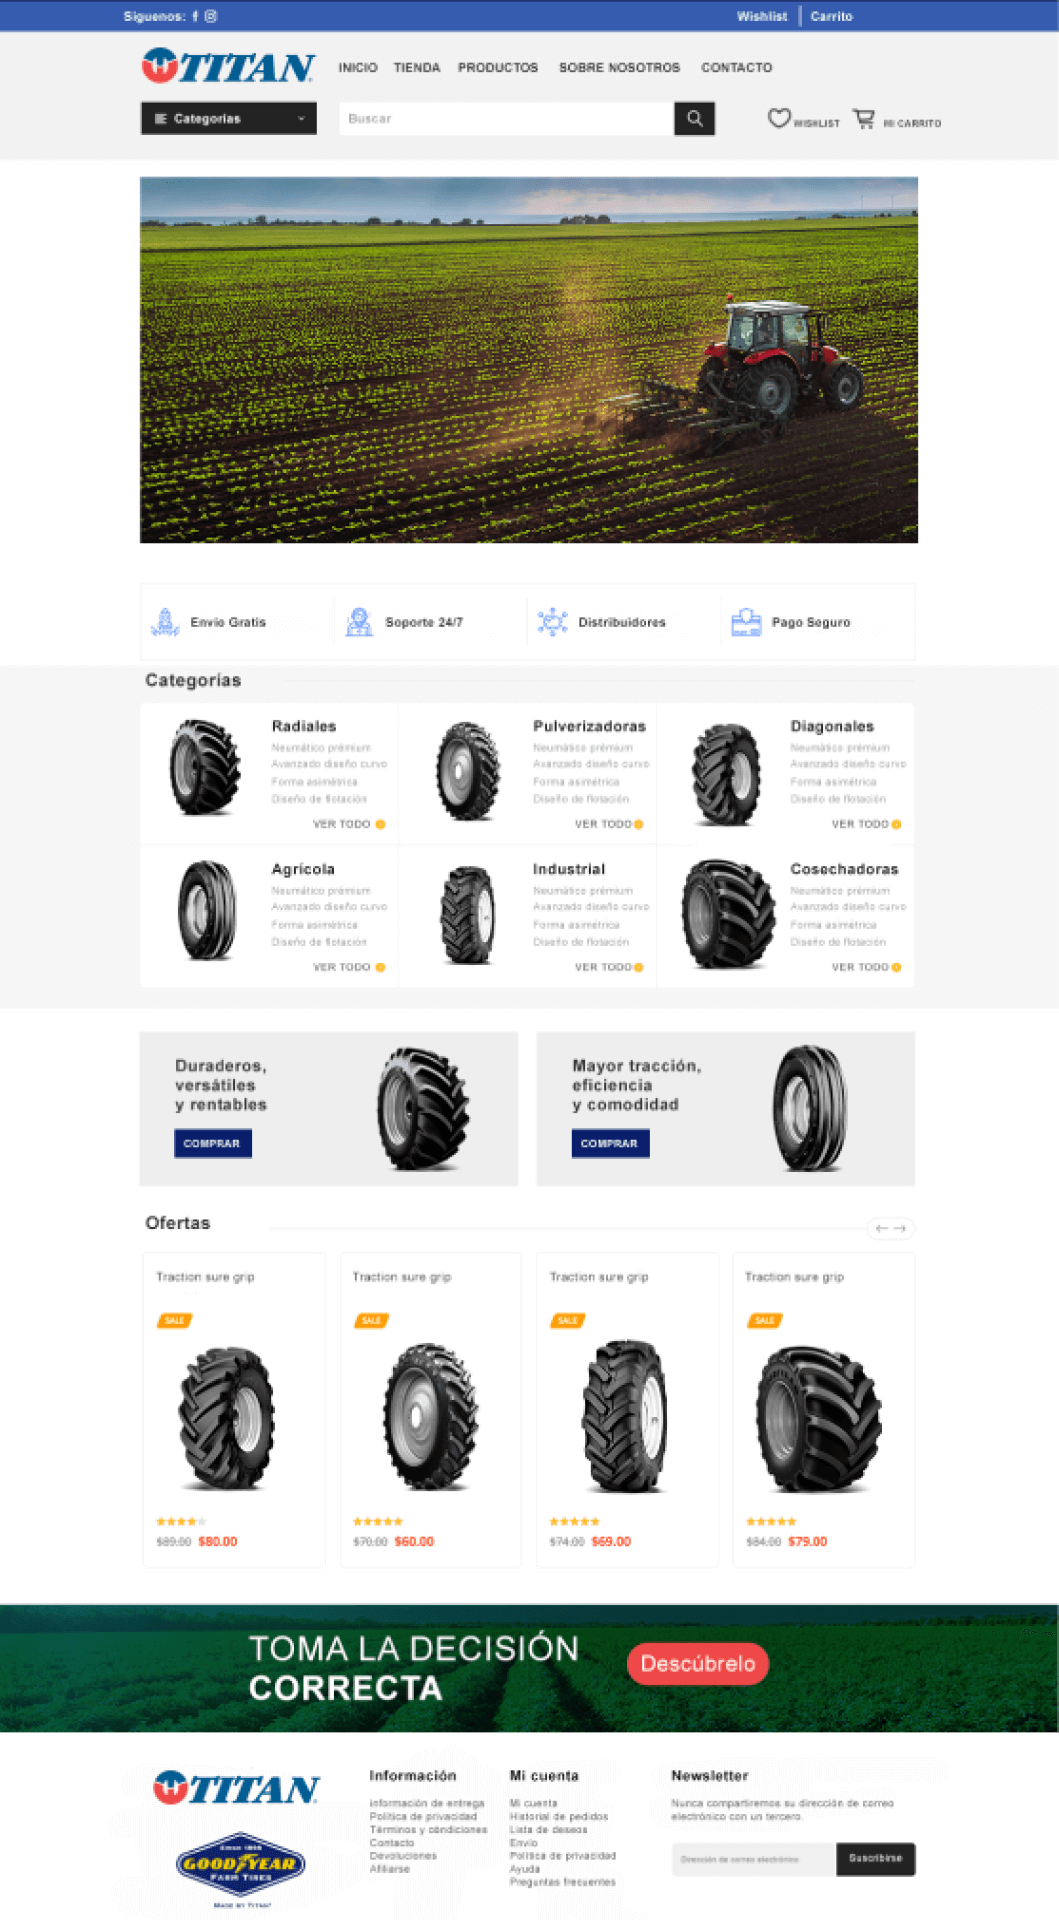 Síguenos:
Wishlist | Carrito
TITAN
INICIO TIENDA PRODUCTOS SOBRE NOSOTROS CONTACTO
Categorías
Buscar
WISHLIST
MI CARRITO
Envío Gratis
Soporte 24/7
Distribuidores
Pago Seguro
Categorías
Radiales
Neumático prémium
Avanzado diseño curvo
Forma asimétrica
Diseño de flotación
VER TODO
Pulverizadoras
Neumático prémium
Avanzado diseño curvo
Forma asimétrica
Diseño de flotación
VER TODO
Diagonales
Neumático prémium
Avanzado diseño curvo
Forma asimétrica
Diseño de flotación
VER TODO
Agrícola
Neumático prémium
Avanzado diseño curvo
Forma asimétrica
Diseño de flotación
VER TODO
Industrial
Neumático prémium
Avanzado diseño curvo
Forma asimétrica
Diseño de flotación
VER TODO
Cosechadoras
Neumático prémium
Avanzado diseño curvo
Forma asimétrica
Diseño de flotación
VER TODO
Duraderos,
versátiles
y rentables
COMPRAR
Mayor tracción,
eficiencia
y comodidad
COMPRAR
Ofertas
Traction sure grip
SALE
$89.00 $80.00
Traction sure grip
SALE
$70.00 $60.00
Traction sure grip
SALE
$74.00 $69.00
Traction sure grip
SALE
$84.00 $79.00
TOMA LA DECISIÓN
CORRECTA
Descúbrelo
TITAN
SINCE 1898
GOODYEAR
FARM TIRES
MADE BY TITAN
Información
Información de entrega
Política de privacidad
Términos y condiciones
Contacto
Devoluciones
Afiliarse
Mi cuenta
Mi cuenta
Historial de pedidos
Lista de deseos
Envío
Política de privacidad
Ayuda
Preguntas frecuentes
Newsletter
Nunca compartiremos su dirección de correo
electrónico con un tercero.
Dirección de correo electrónico
Suscribirse